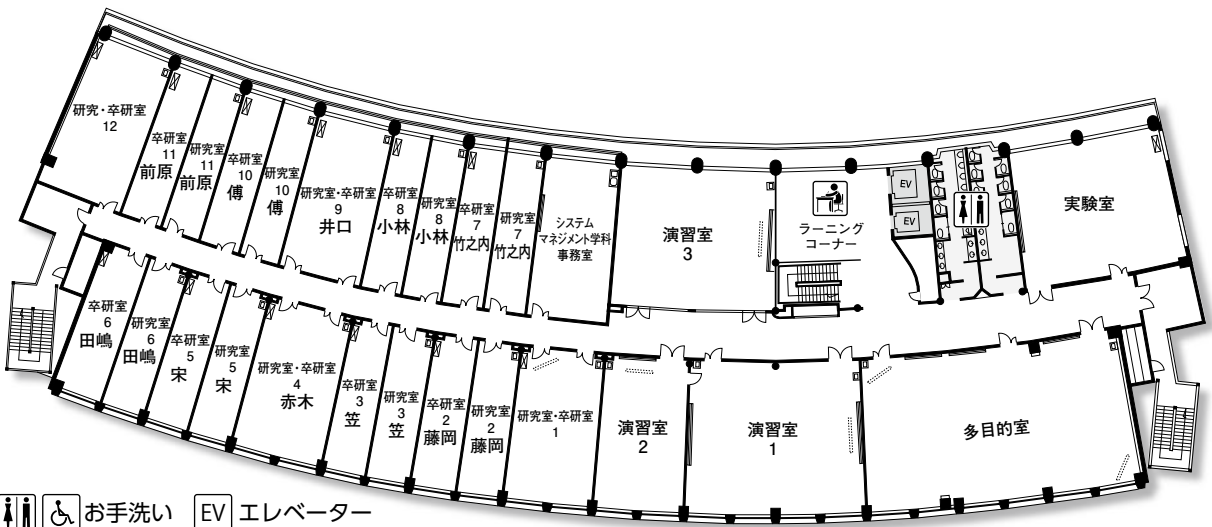 研究・卒研室
12
卒研室
11
前原
研究室
11
前原
卒研室
10
傅
研究室
10
傅
研究室・卒研室
9
井口
卒研室
8
小林
研究室
8
小林
卒研室
7
竹之内
研究室
7
竹之内
システム
マネジメント学科
事務室
演習室
3
ラーニング
コーナー
EV
EV
実験室
卒研室
6
田嶋
研究室
6
田嶋
卒研室
5
宋
研究室
5
宋
研究室・卒研室
4
赤木
卒研室
3
笠
研究室
3
笠
卒研室
2
藤岡
研究室
2
藤岡
研究室・卒研室
1
演習室
2
演習室
1
多目的室
お手洗い EV エレベーター